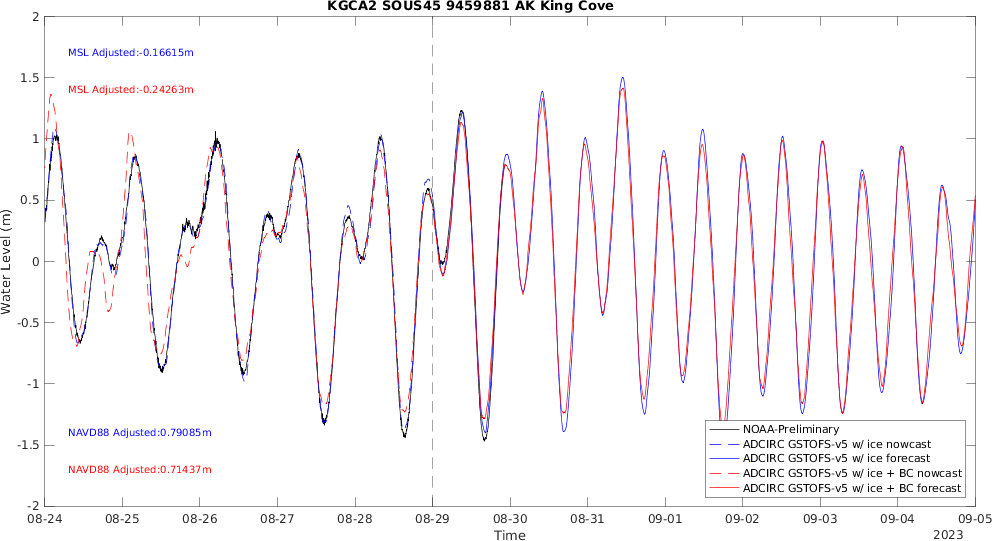 KGCA2 SOUS45 9459881 AK King Cove
2
1.5
1
0.5
0
-0.5
-1
-1.5
-2
Water Level (m)
MSL Adjusted:-0.16615m
MSL Adjusted:-0.24263m
NAVD88 Adjusted:0.79085m
NAVD88 Adjusted:0.71437m
NOAA-Preliminary
ADCIRC GSTOFS-v5 w/ ice nowcast
ADCIRC GSTOFS-v5 w/ ice forecast
ADCIRC GSTOFS-v5 w/ ice + BC nowcast
ADCIRC GSTOFS-v5 w/ ice + BC forecast
08-24 08-25 08-26 08-27 08-28 08-29 08-30 08-31 09-01 09-02 09-03 09-04 09-05
Time
2023